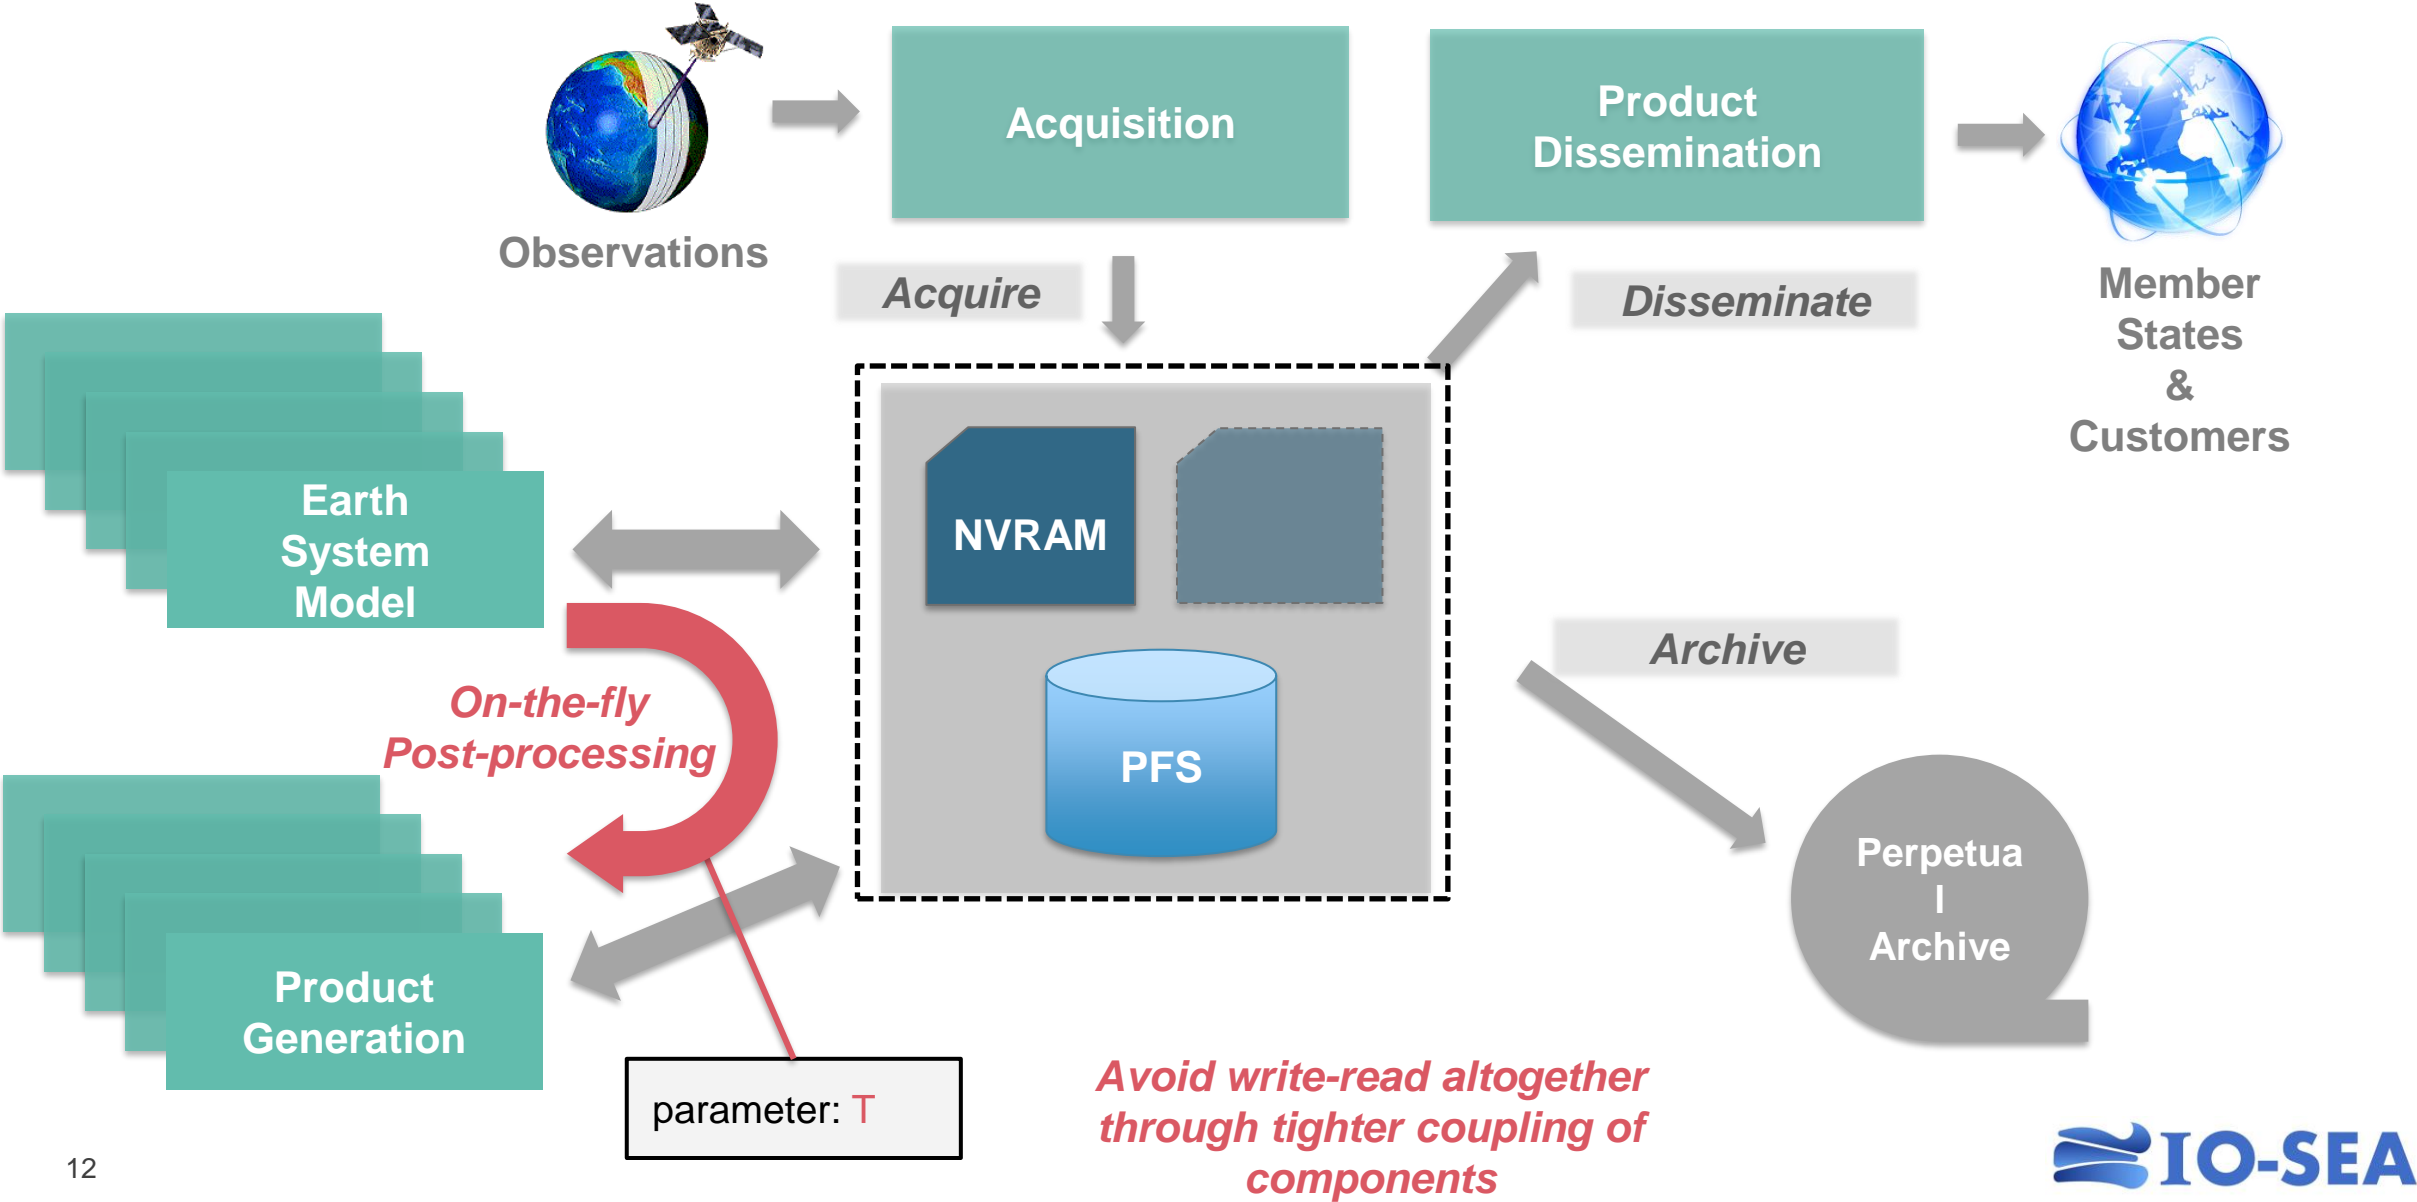 Acquisition
Product
Dissemination
Observations
Acquire
Disseminate
Member
States
&
Customers
Earth
System
Model
NVRAM
On-the-fly
Post-processing
PFS
Archive
Perpetua
l
Archive
Product
Generation
parameter: T
Avoid write-read altogether
through tighter coupling of
components
12
IO-SEA